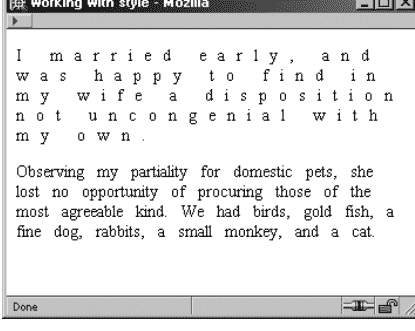 working with style - Mozilla
I married early, and
was happy to find in
my wife a disposition
not uncongenial with
my own.
Observing my partiality for domestic pets, she
lost no opportunity of procuring those of the
most agreeable kind. We had birds, gold fish, a
fine dog, rabbits, a small monkey, and a cat.
Done